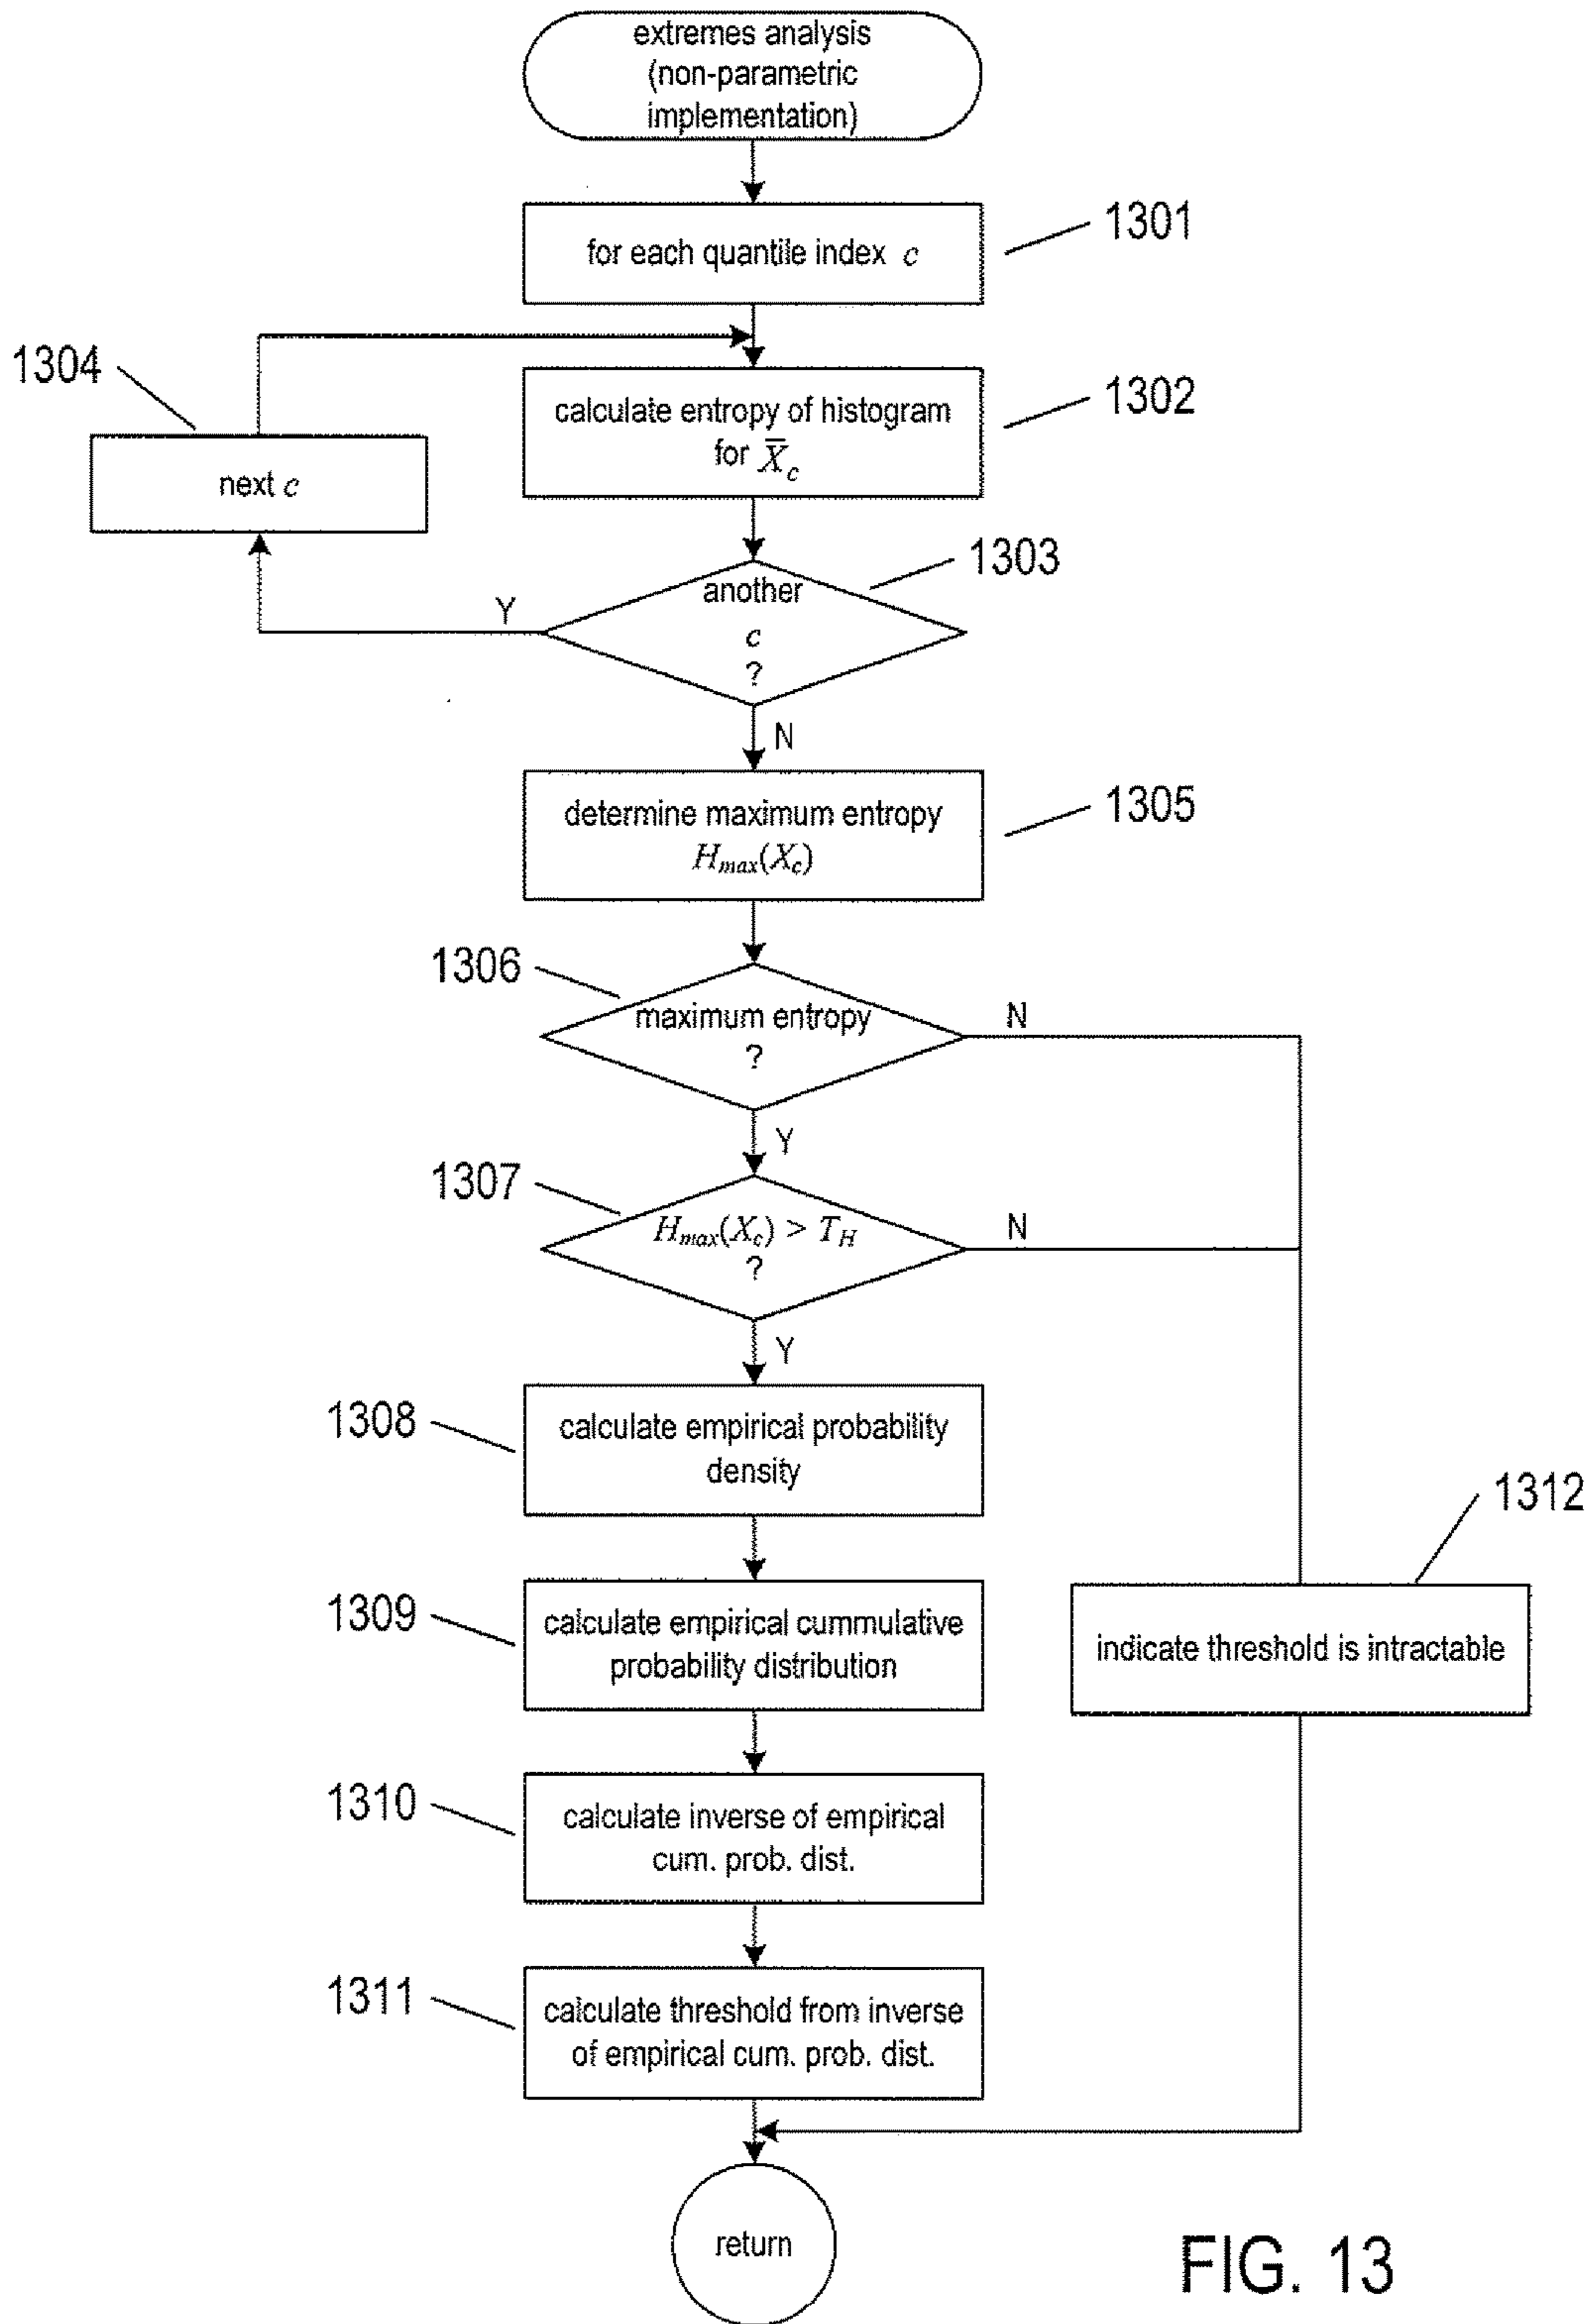 extremes analysis
(non-parametric
implementation)
for each quantile index c
1301
1304
next c
calculate entropy of histogram
for X̅c
1302
another
c
?
1303
Y
N
determine maximum entropy
Hmax(Xc)
1305
1306
maximum entropy
?
N
Y
1307
Hmax(Xc) > TH
?
N
Y
1308
calculate empirical probability
density
1312
indicate threshold is intractable
1309
calculate empirical cummulative
probability distribution
1310
calculate inverse of empirical
cum. prob. dist.
1311
calculate threshold from inverse
of empirical cum. prob. dist.
return
FIG. 13